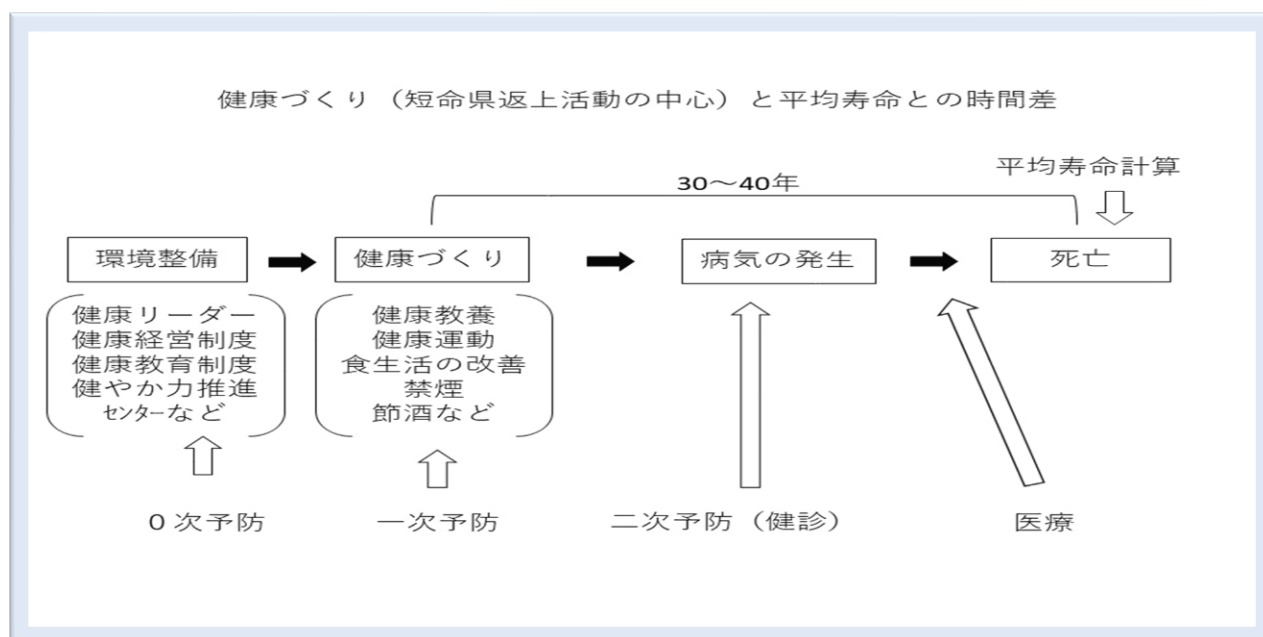 健康づくり（短命県返上活動の中心）と平均寿命との時間差
平均寿命計算
30～40年
環境整備
健康づくり
病気の発生
死亡
健康リーダー
健康経営制度
健康教育制度
健やか力推進
センターなど
健康教養
健康運動
食生活の改善
禁煙
節酒など
０次予防
一次予防
二次予防（健診）
医療